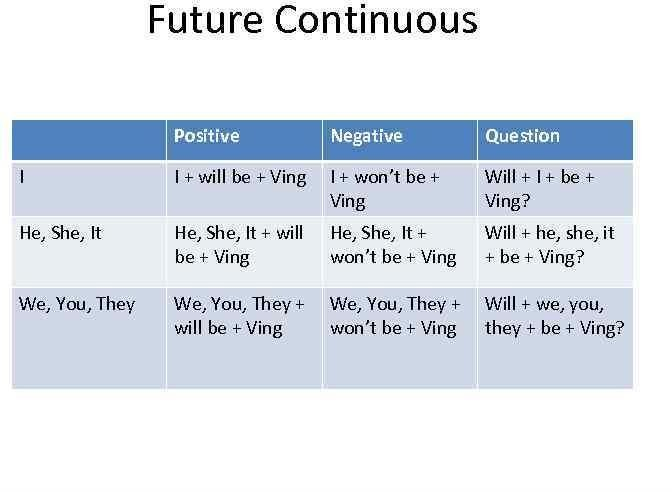 Future Continuous
Positive Negative Question
I I + will be + Ving I + won’t be + Will + I + be +
Ving Ving?
He, She, It He, She, It + will He, She, It + Will + he, she, it
be + Ving won’t be + Ving + be + Ving?
We, You, They We, You, They + We, You, They + Will + we, you,
will be + Ving won’t be + Ving they + be + Ving?